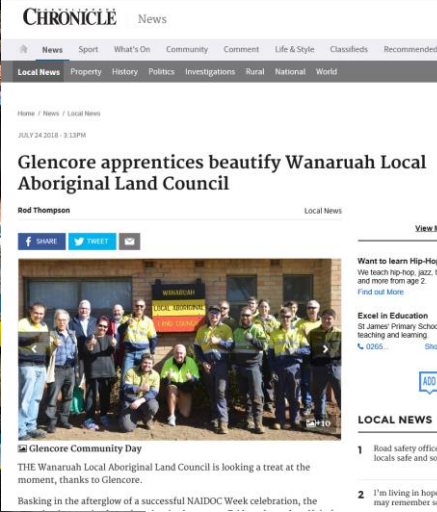 CHRONICLE News
News Sport What's On Community Comment Life & Style Classifieds Recommended
Local News Property History Politics Investigations Rural National World
Home / News / Local News
JULY 24 2018 - 3:13PM
Glencore apprentices beautify Wanaruah Local
Aboriginal Land Council
Rod Thompson
Local News
SHARE TWEET
WANARUAH
LOCAL ABORIGINAL
LAND COUNCIL
+10
Glencore Community Day
THE Wanaruah Local Aboriginal Land Council is looking a treat at the
moment, thanks to Glencore.
Basking in the afterglow of a successful NAIDOC Week celebration, the
View
Want to learn Hip-Ho
We teach hip-hop, jazz, t
and more from age 2.
Find out More
Excel in Education
St James' Primary Scho
teaching and learning.
0265...
Sho
ADD
LOCAL NEWS
1 Road safety office
locals safe and so
2 I'm living in hope
may remember s